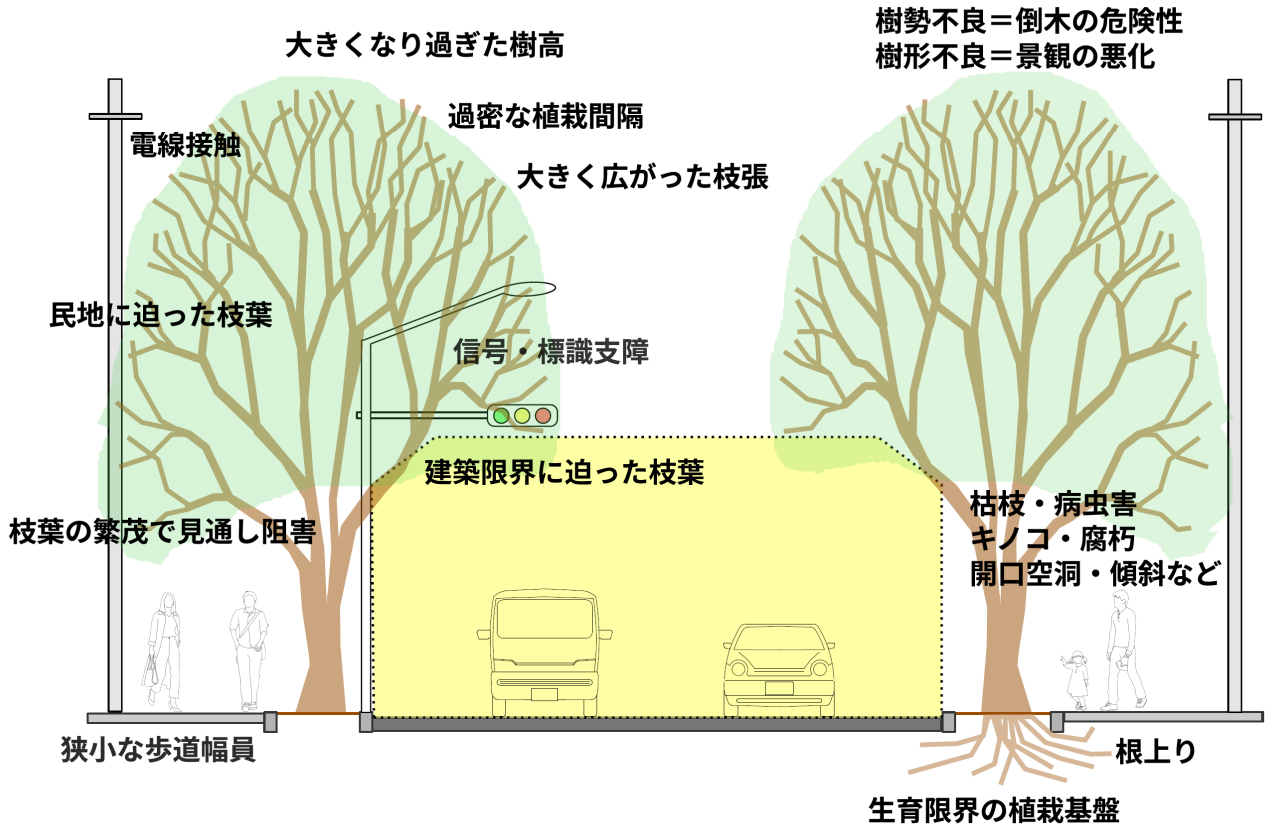 大きくなり過ぎた樹高
樹勢不良＝倒木の危険性
樹形不良＝景観の悪化
過密な植栽間隔
電線接触
大きく広がった枝張
民地に迫った枝葉
信号・標識支障
建築限界に迫った枝葉
枝葉の繁茂で見通し阻害
枯枝・病虫害
キノコ・腐朽
開口空洞・傾斜など
狭小な歩道幅員
根上り
生育限界の植栽基盤